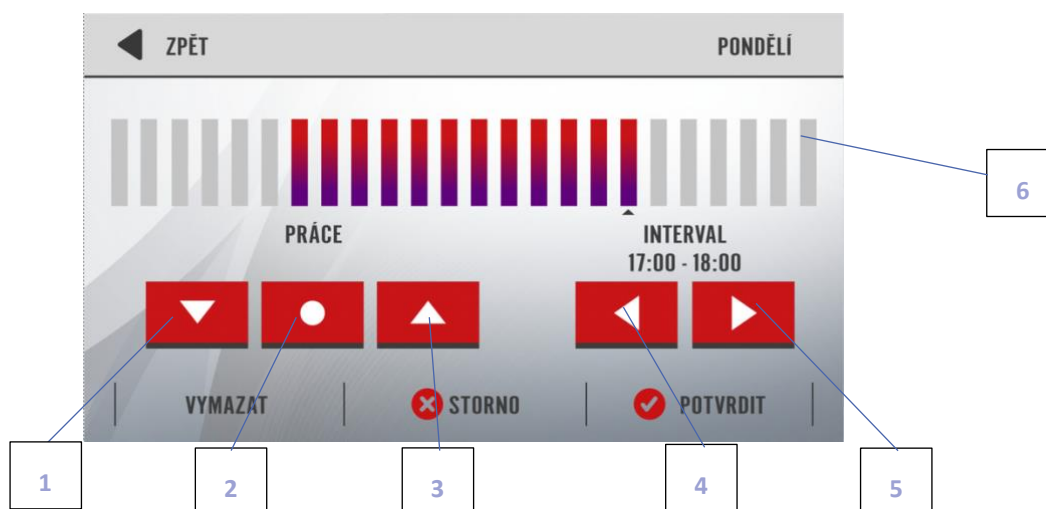 ZPĚT PONDĚLÍ
6
PRÁCE INTERVAL
17:00 - 18:00
VYMAZAT STORNO POTVRDIT
1 2 3 4 5